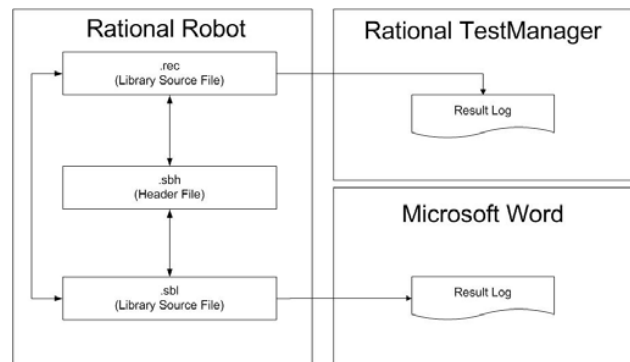 Rational Robot
.rec
(Library Source File)
.sbh
(Header File)
.sbl
(Library Source File)
Rational TestManager
Result Log
Microsoft Word
Result Log